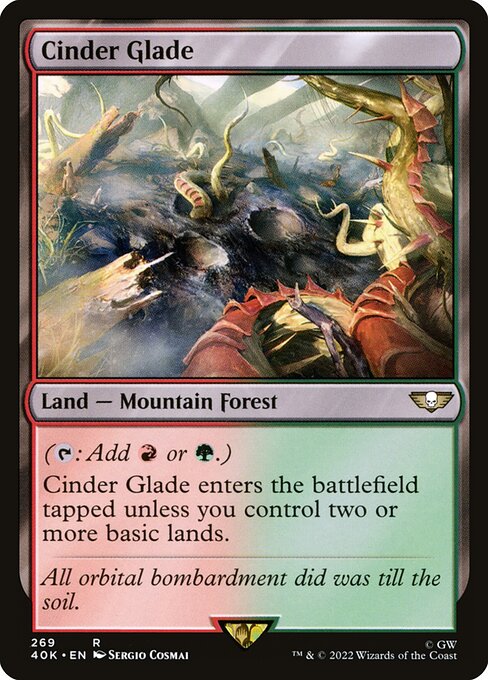 Cinder Glade
Land — Mountain Forest
(: Add  or .)
Cinder Glade enters the battlefield
tapped unless you control two or
more basic lands.
All orbital bombardment did was till the
soil.
269 R
40K • EN Sergio Cosmai
© GW
™ & © 2022 Wizards of the Coast